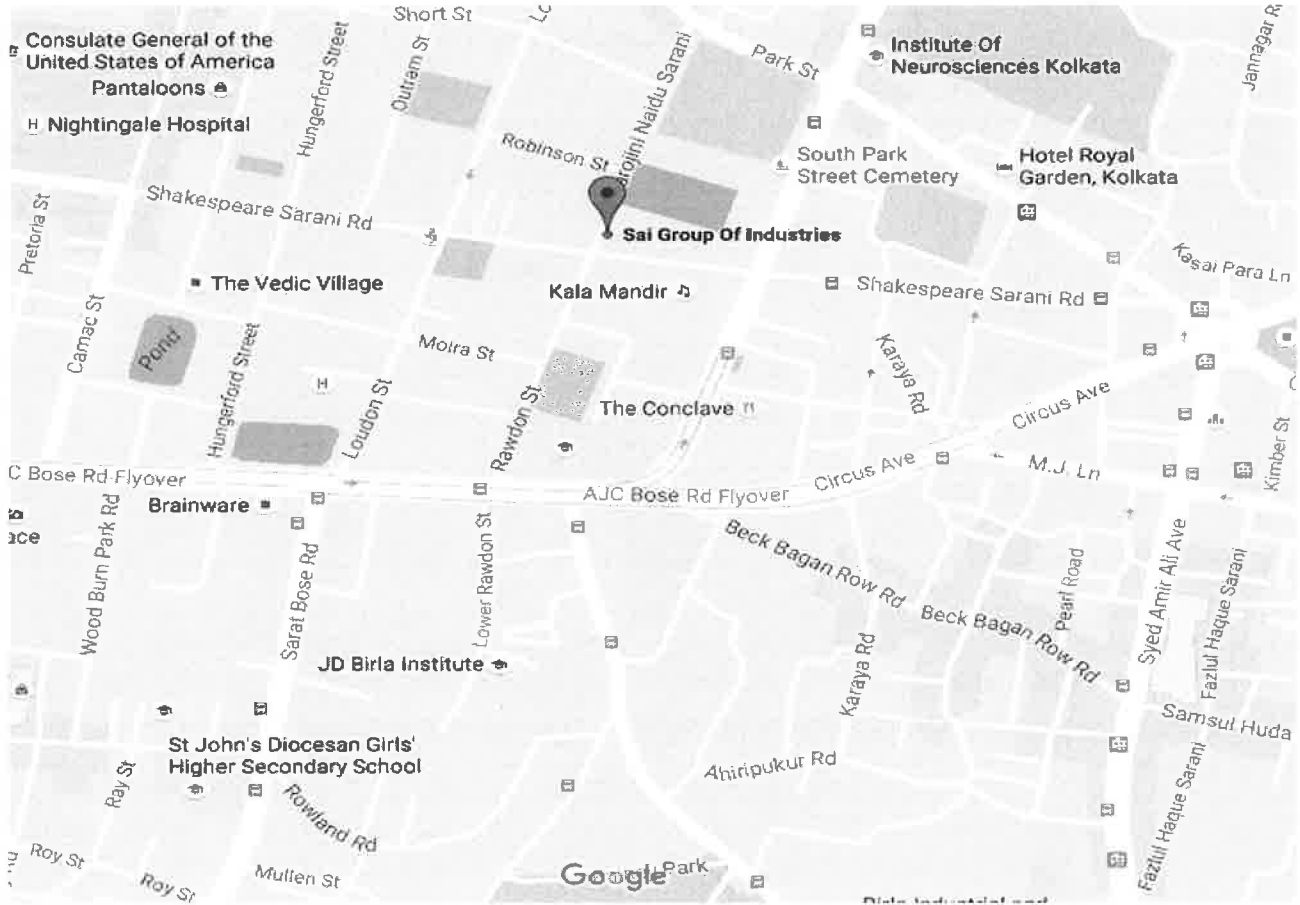 Short St
Consulate General of the
United States of America
Pantaloons
H Nightingale Hospital
Hungerford Street
Outram St
Park St
Institute Of
Neurosciences Kolkata
Robinson St
arojini Naidu Sarani
South Park
Street Cemetery
Hotel Royal
Garden, Kolkata
Pretoria St
Shakespeare Sarani Rd
Sai Group Of Industries
Kasai Para Ln
The Vedic Village
Kala Mandir
Shakespeare Sarani Rd
Camac St
Pond
Hungerford Street
H
Moira St
Loudon St
Rawdon St
The Conclave
Karaya Rd
Circus Ave
Kimber St
C Bose Rd Flyover
Brainware
AJC Bose Rd Flyover
Circus Ave
M.J. Ln
ace
Wood Burn Park Rd
Sarat Bose Rd
Lower Rawdon St
Beck Bagan Row Rd
Beck Bagan Row Rd
Pearl Road
Syed Amir Ali Ave
Fazlul Haque Sarani
JD Birla Institute
Karaya Rd
Samsul Huda
St John's Diocesan Girls'
Higher Secondary School
Ray St
Rowland Rd
Ahiripukur Rd
Fazlul Haque Sarani
Roy St
Roy St
Mullen St
Google
Park